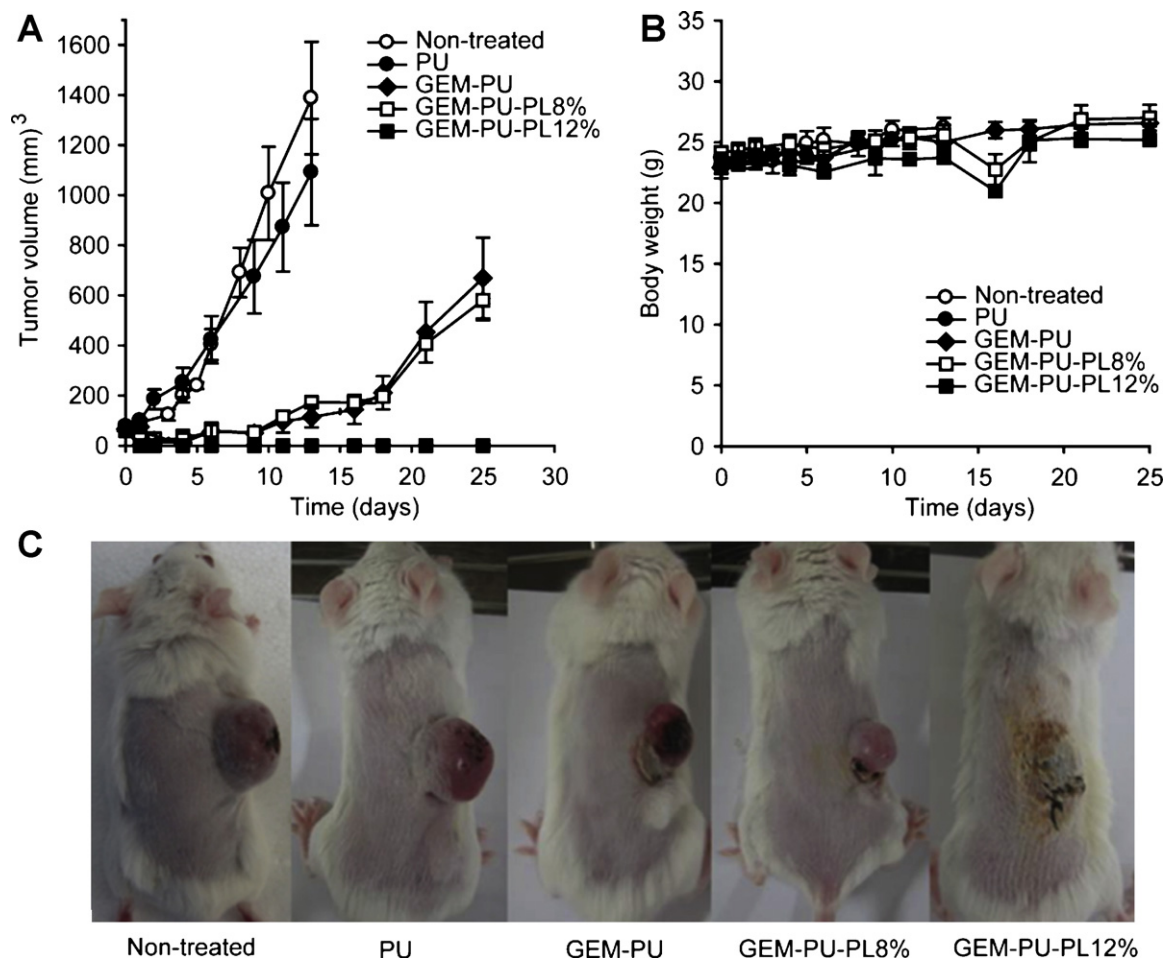 A
Tumor volume (mm)³
1600
1400
1200
1000
800
600
400
200
0
0 5 10 15 20 25 30
Time (days)
Non-treated
PU
GEM-PU
GEM-PU-PL8%
GEM-PU-PL12%
B
Body weight (g)
35
30
25
22
20
15
10
5
0
0 5 10 15 20 25
Time (days)
Non-treated
PU
GEM-PU
GEM-PU-PL8%
GEM-PU-PL12%
C
Non-treated PU GEM-PU GEM-PU-PL8% GEM-PU-PL12%